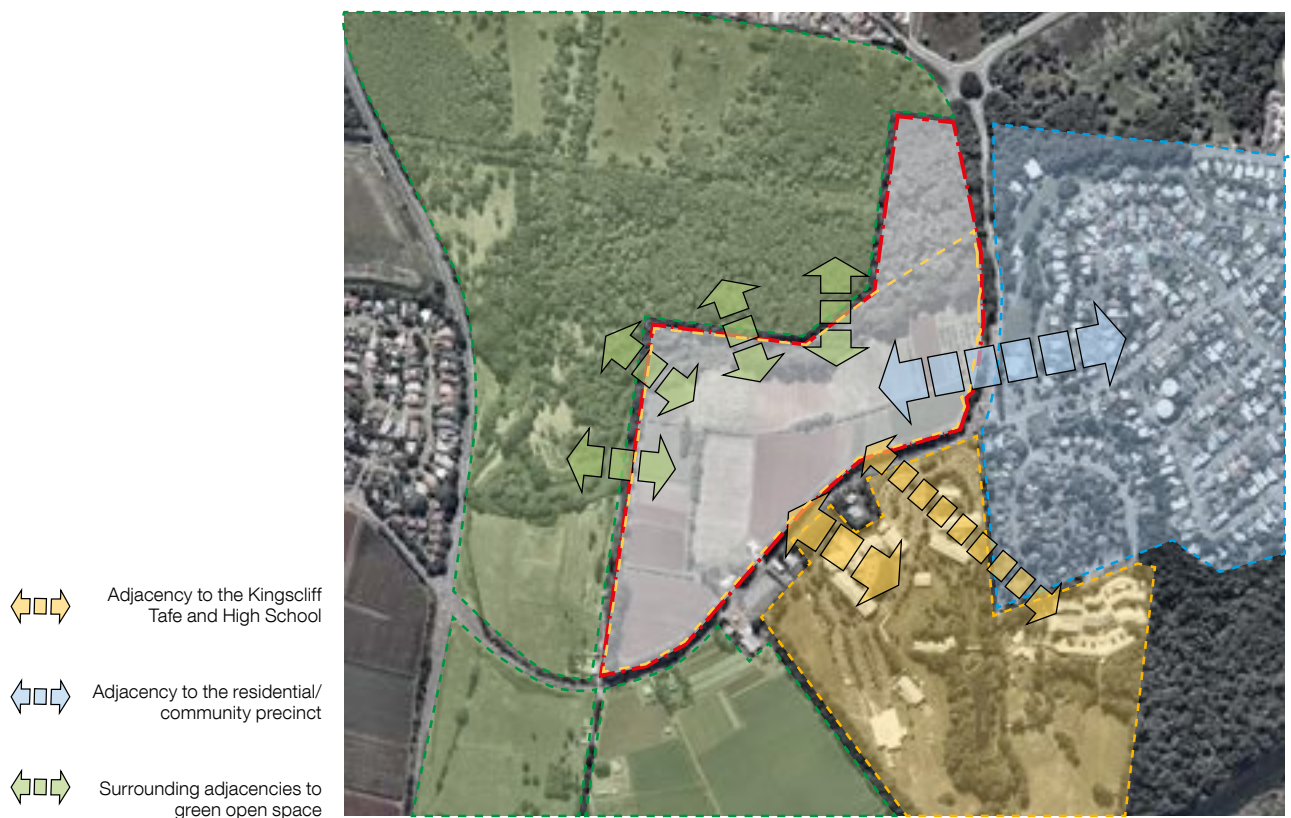 Adjacency to the Kingscliff
Tafe and High School
Adjacency to the residential/
community precinct
Surrounding adjacencies to
green open space